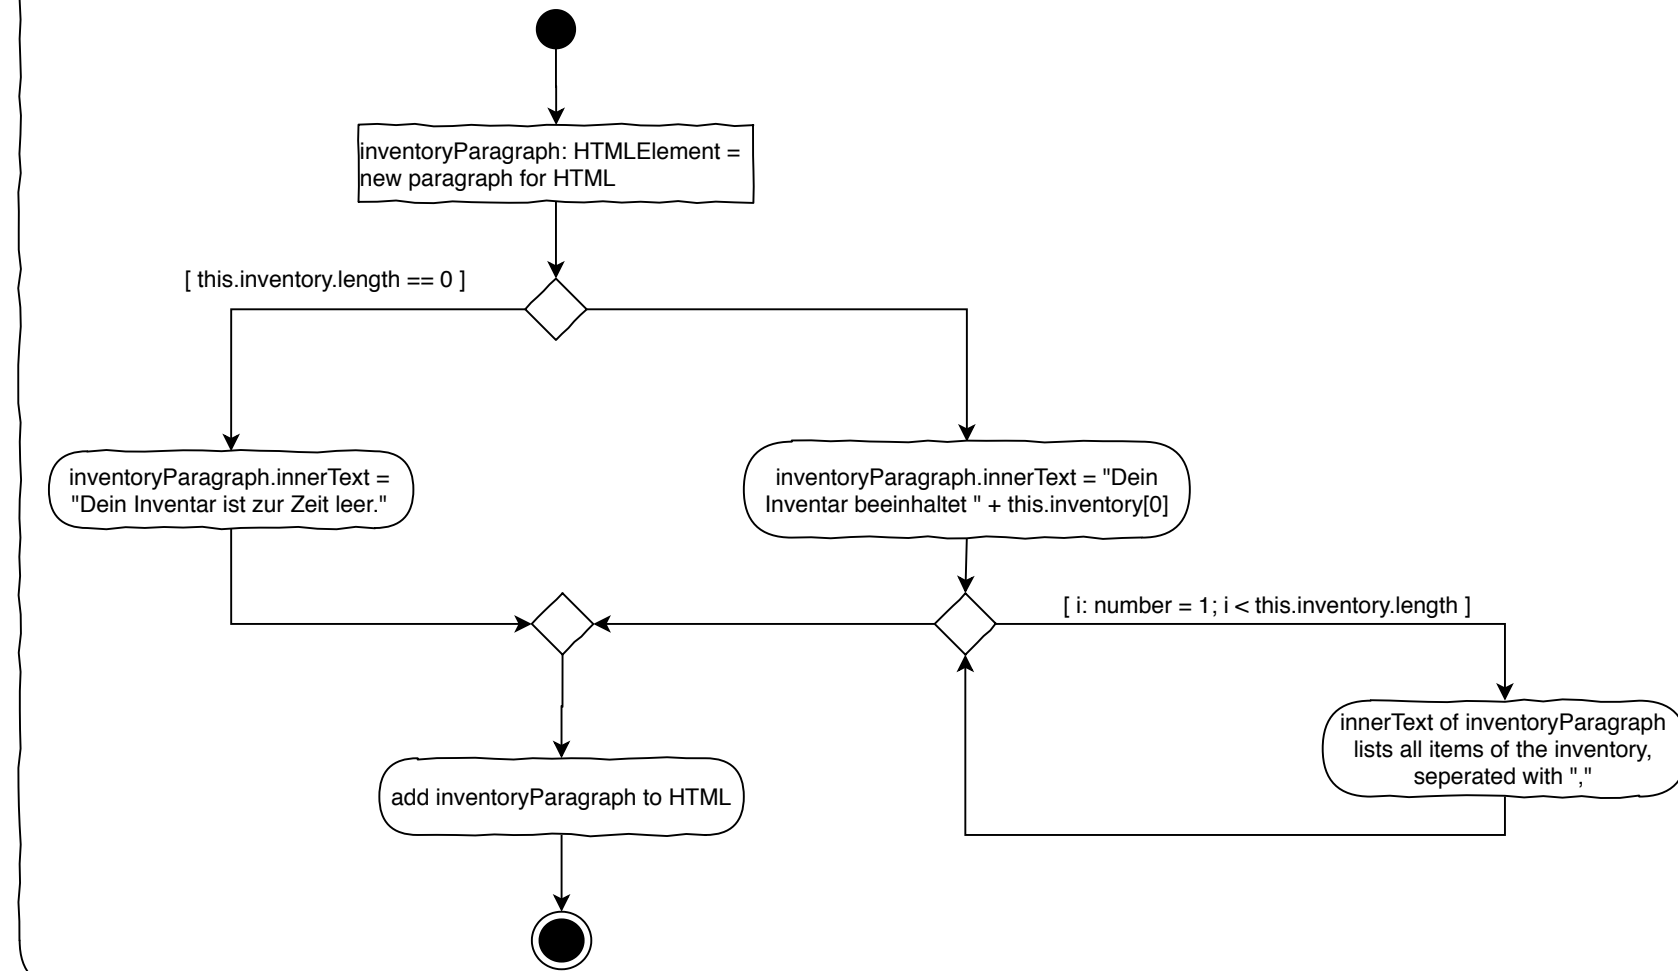 inventoryParagraph: HTMLElement =
new paragraph for HTML
[ this.inventory.length == 0 ]
inventoryParagraph.innerText =
"Dein Inventar ist zur Zeit leer."
inventoryParagraph.innerText = "Dein
Inventar beeinhaltet " + this.inventory[0]
[ i: number = 1; i < this.inventory.length ]
innerText of inventoryParagraph
lists all items of the inventory,
seperated with ","
add inventoryParagraph to HTML